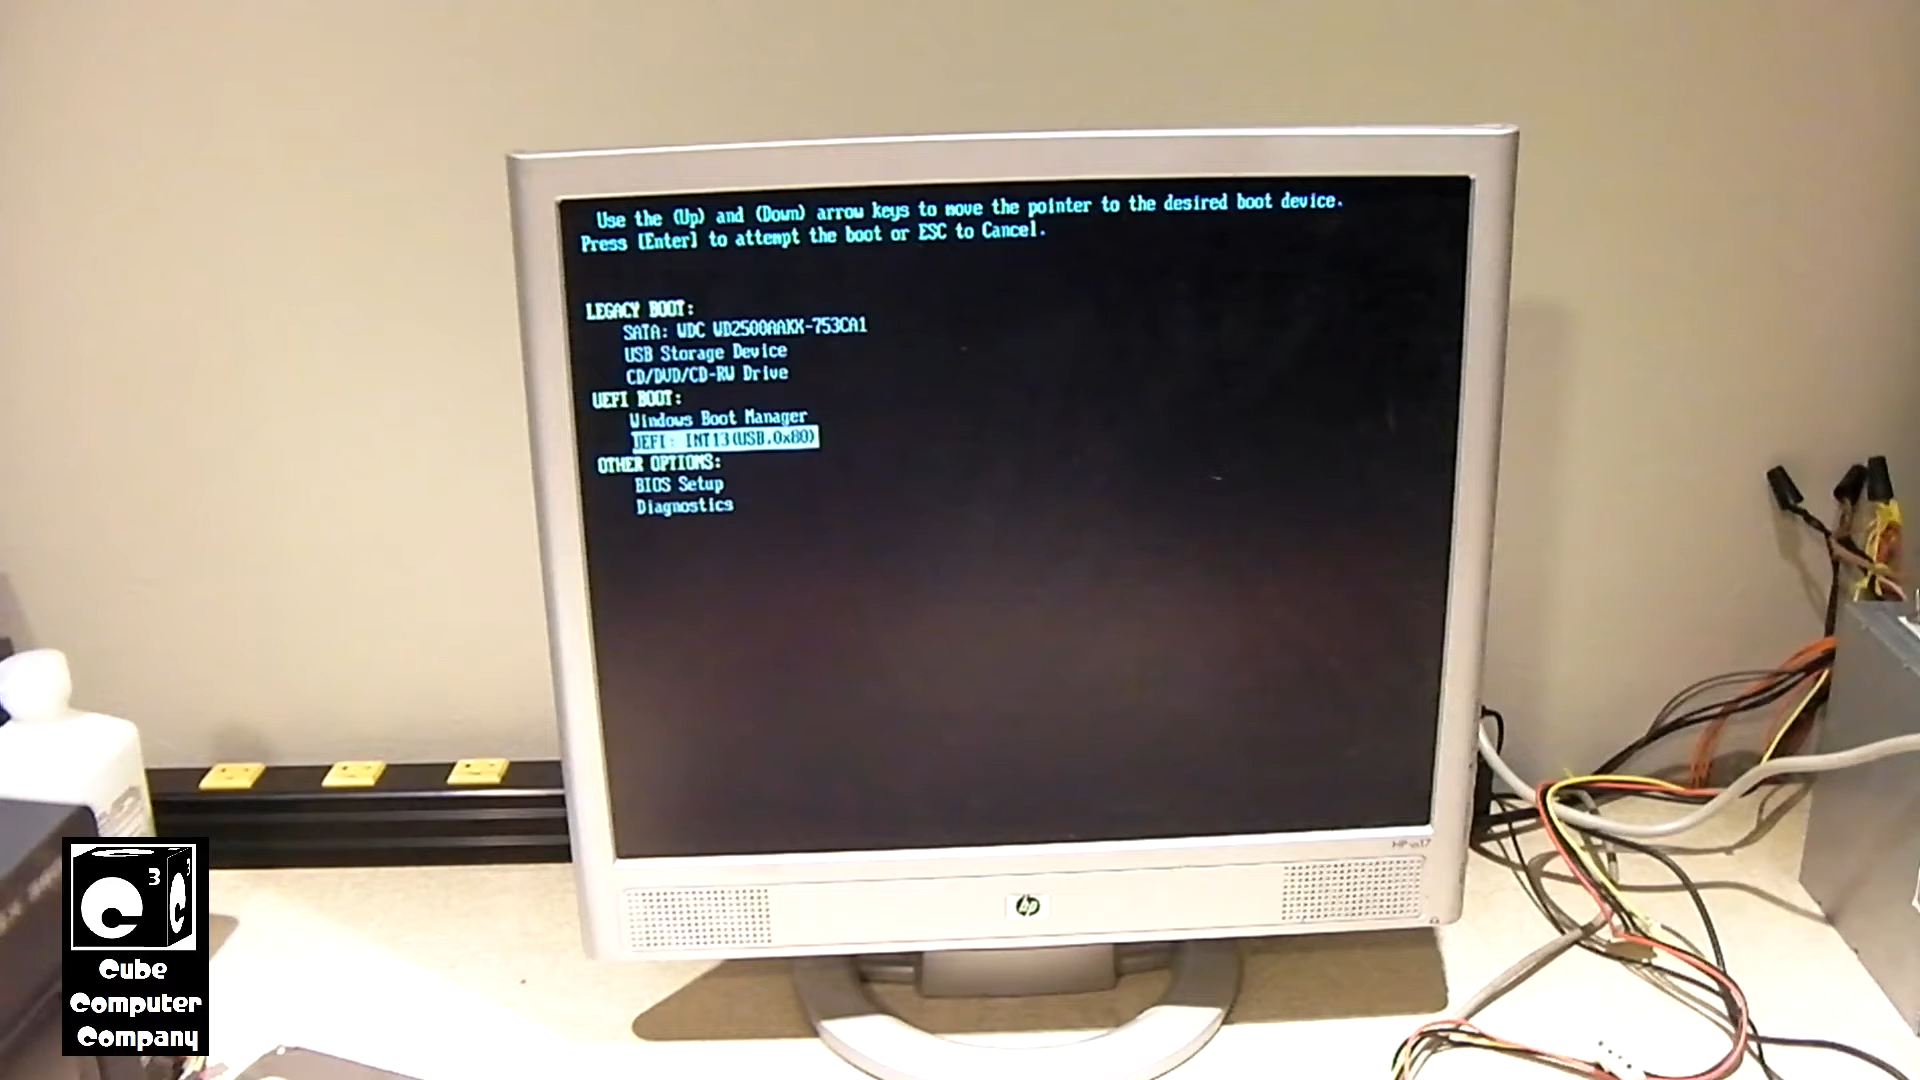 Use the (Up) and (Down) arrow keys to move the pointer to the desired boot device.
Press [Enter] to attempt the boot or ESC to Cancel.
LEGACY BOOT:
SATA: WDC WD2500AAKX-753CA1
USB Storage Device
CD/DVD/CD-RW Drive
UEFI BOOT:
Windows Boot Manager
UEFI: INT13(USB,0x80)
OTHER OPTIONS:
BIOS Setup
Diagnostics
HP vs17
hp
C3 C3
Cube
Computer
Company